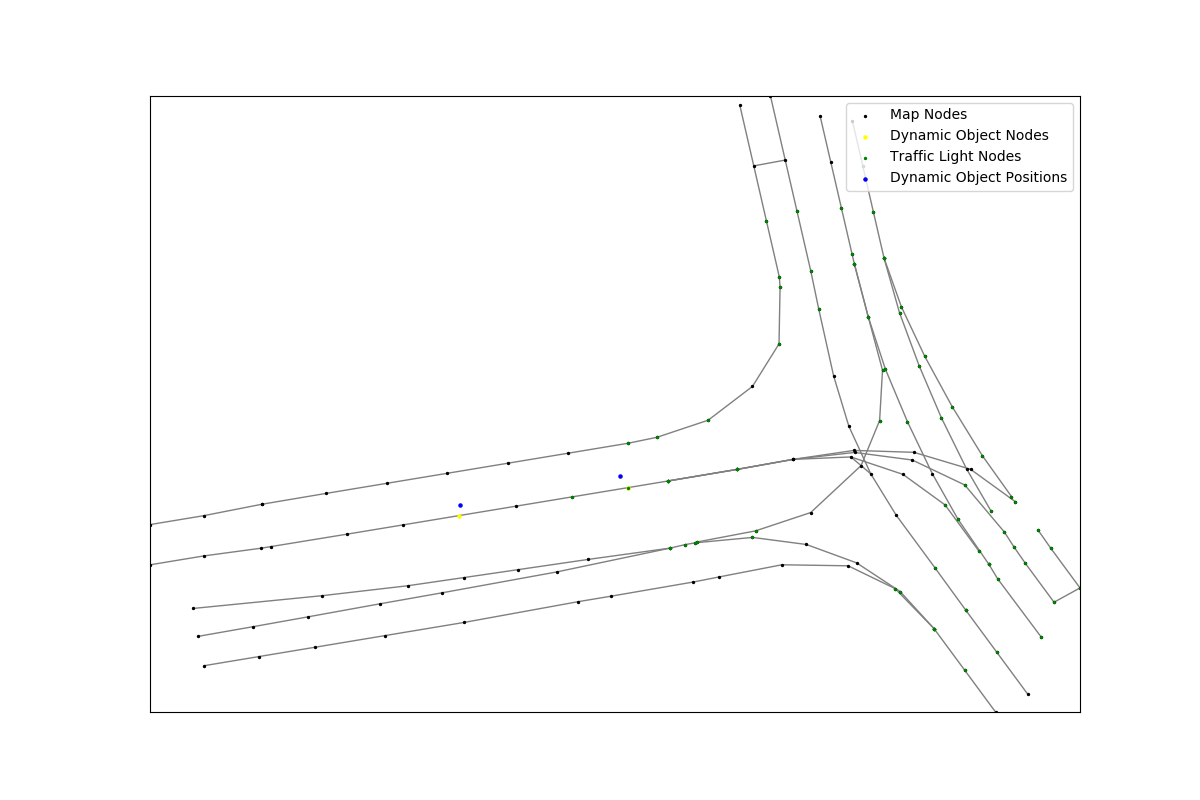 Map Nodes
Dynamic Object Nodes
Traffic Light Nodes
Dynamic Object Positions